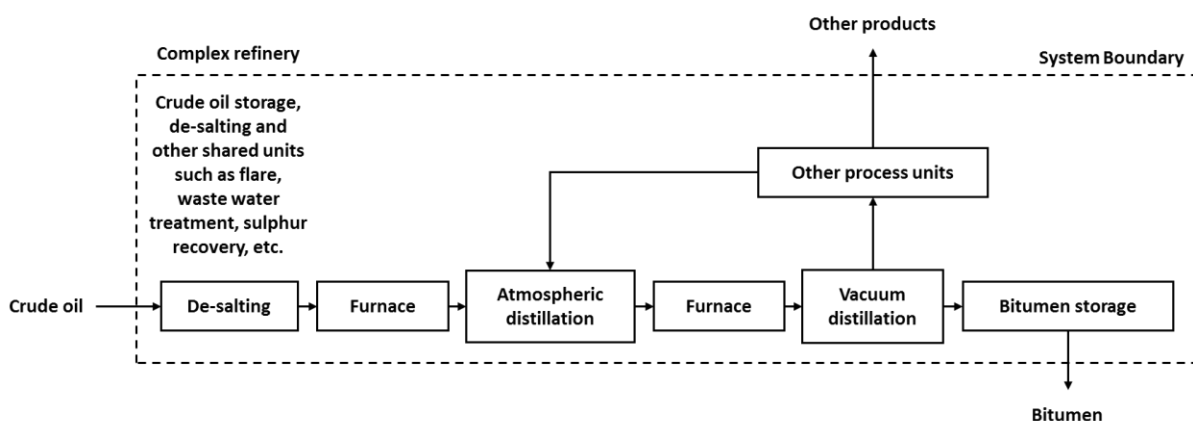 Other products
Complex refinery
System Boundary
Crude oil storage,
de-salting and
other shared units
such as flare,
waste water
treatment, sulphur
recovery, etc.
Other process units
Crude oil
De-salting
Furnace
Atmospheric
distillation
Furnace
Vacuum
distillation
Bitumen storage
Bitumen